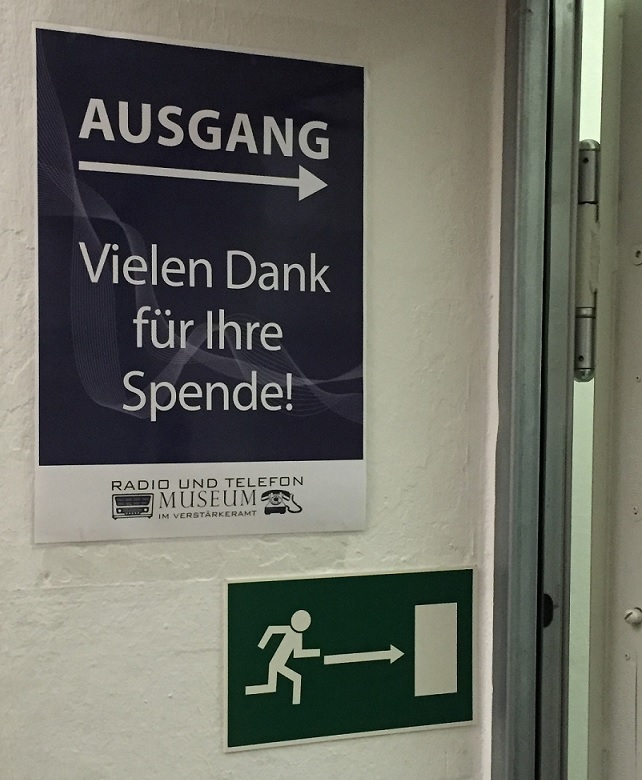 AUSGANG
Vielen Dank
für Ihre
Spende!
RADIO UND TELEFON
MUSEUM
IM VERSTÄRKERAMT